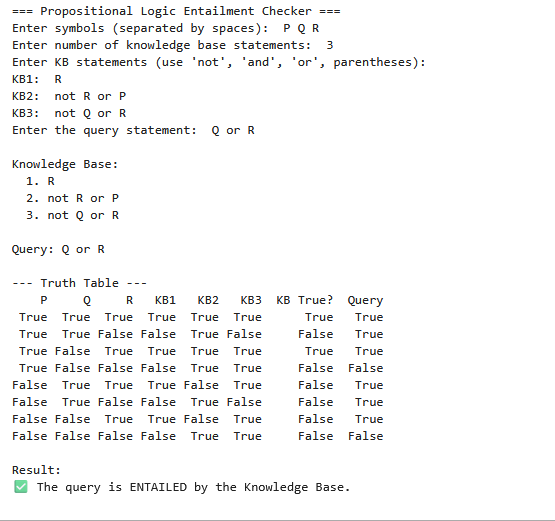 === Propositional Logic Entailment Checker ===
Enter symbols (separated by spaces):  P Q R
Enter number of knowledge base statements:  3
Enter KB statements (use 'not', 'and', 'or', parentheses):
KB1:  R
KB2:  not R or P
KB3:  not Q or R
Enter the query statement:  Q or R

Knowledge Base:
  1. R
  2. not R or P
  3. not Q or R

Query: Q or R

--- Truth Table ---
    P     Q     R   KB1   KB2   KB3  KB True?  Query
 True  True  True  True  True  True      True   True
 True  True False False  True False     False   True
 True False  True  True  True  True      True   True
 True False False False  True  True     False  False
False  True  True  True False  True     False   True
False  True False False  True False     False   True
False False  True  True False  True     False   True
False False False False  True  True     False  False

Result:
✅ The query is ENTAILED by the Knowledge Base.